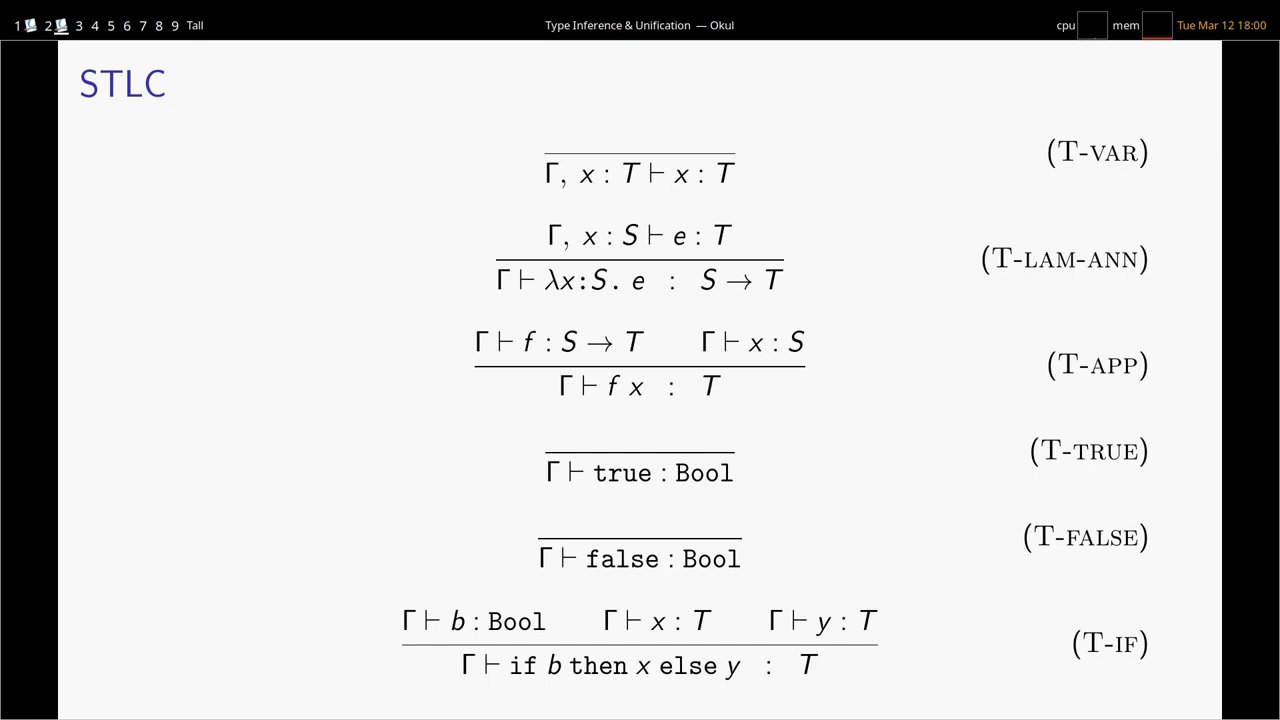 1 2 3 4 5 6 7 8 9 Tall Type Inference & Unification — Okul cpu mem Tue Mar 12 18:00
STLC
Γ, x : T ⊢ x : T (T-VAR)
Γ, x : S ⊢ e : T
Γ ⊢ λx:S. e : S → T (T-LAM-ANN)
Γ ⊢ f : S → T Γ ⊢ x : S
Γ ⊢ f x : T (T-APP)
Γ ⊢ true : Bool (T-TRUE)
Γ ⊢ false : Bool (T-FALSE)
Γ ⊢ b : Bool Γ ⊢ x : T Γ ⊢ y : T
Γ ⊢ if b then x else y : T (T-IF)